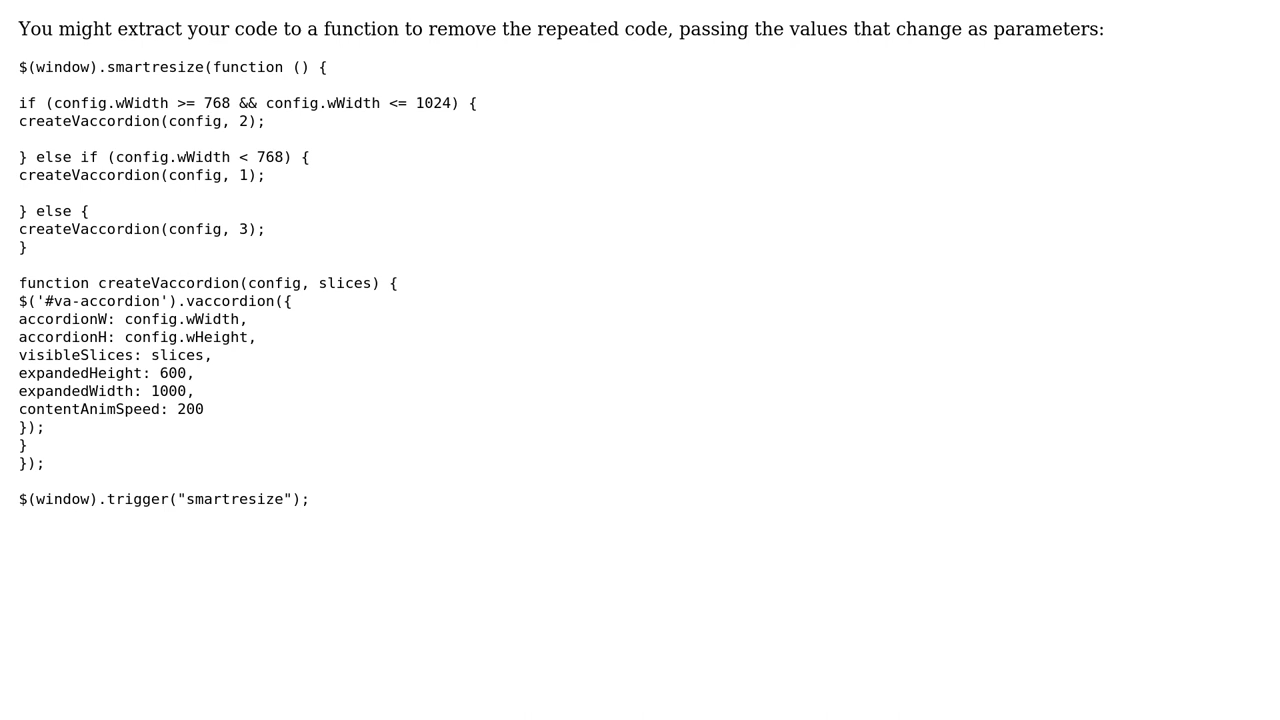 You might extract your code to a function to remove the repeated code, passing the values that change as parameters:
$(window).smartresize(function () {
if (config.wWidth >= 768 && config.wWidth <= 1024) {
createVaccordion(config, 2);
} else if (config.wWidth < 768) {
createVaccordion(config, 1);
} else {
createVaccordion(config, 3);
}
function createVaccordion(config, slices) {
$('#va-accordion').vaccordion({
accordionW: config.wWidth,
accordionH: config.wHeight,
visibleSlices: slices,
expandedHeight: 600,
expandedWidth: 1000,
contentAnimSpeed: 200
});
}
});
$(window).trigger("smartresize");